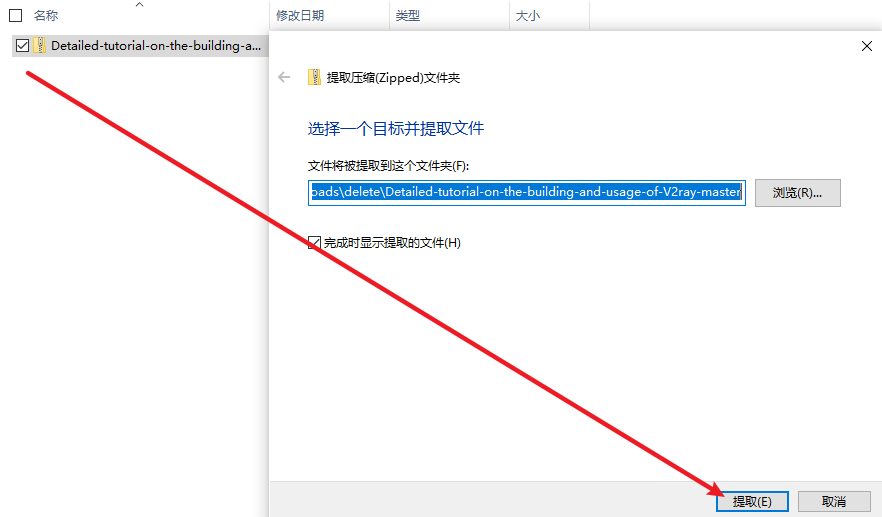 名称 修改日期 类型 大小
Detailed-tutorial-on-the-building-a...
提取压缩(Zipped)文件夹
选择一个目标并提取文件
文件将被提取到这个文件夹(F):
oads\delete\Detailed-tutorial-on-the-building-and-usage-of-V2ray-master 浏览(R)...
完成时显示提取的文件(H)
提取(E) 取消